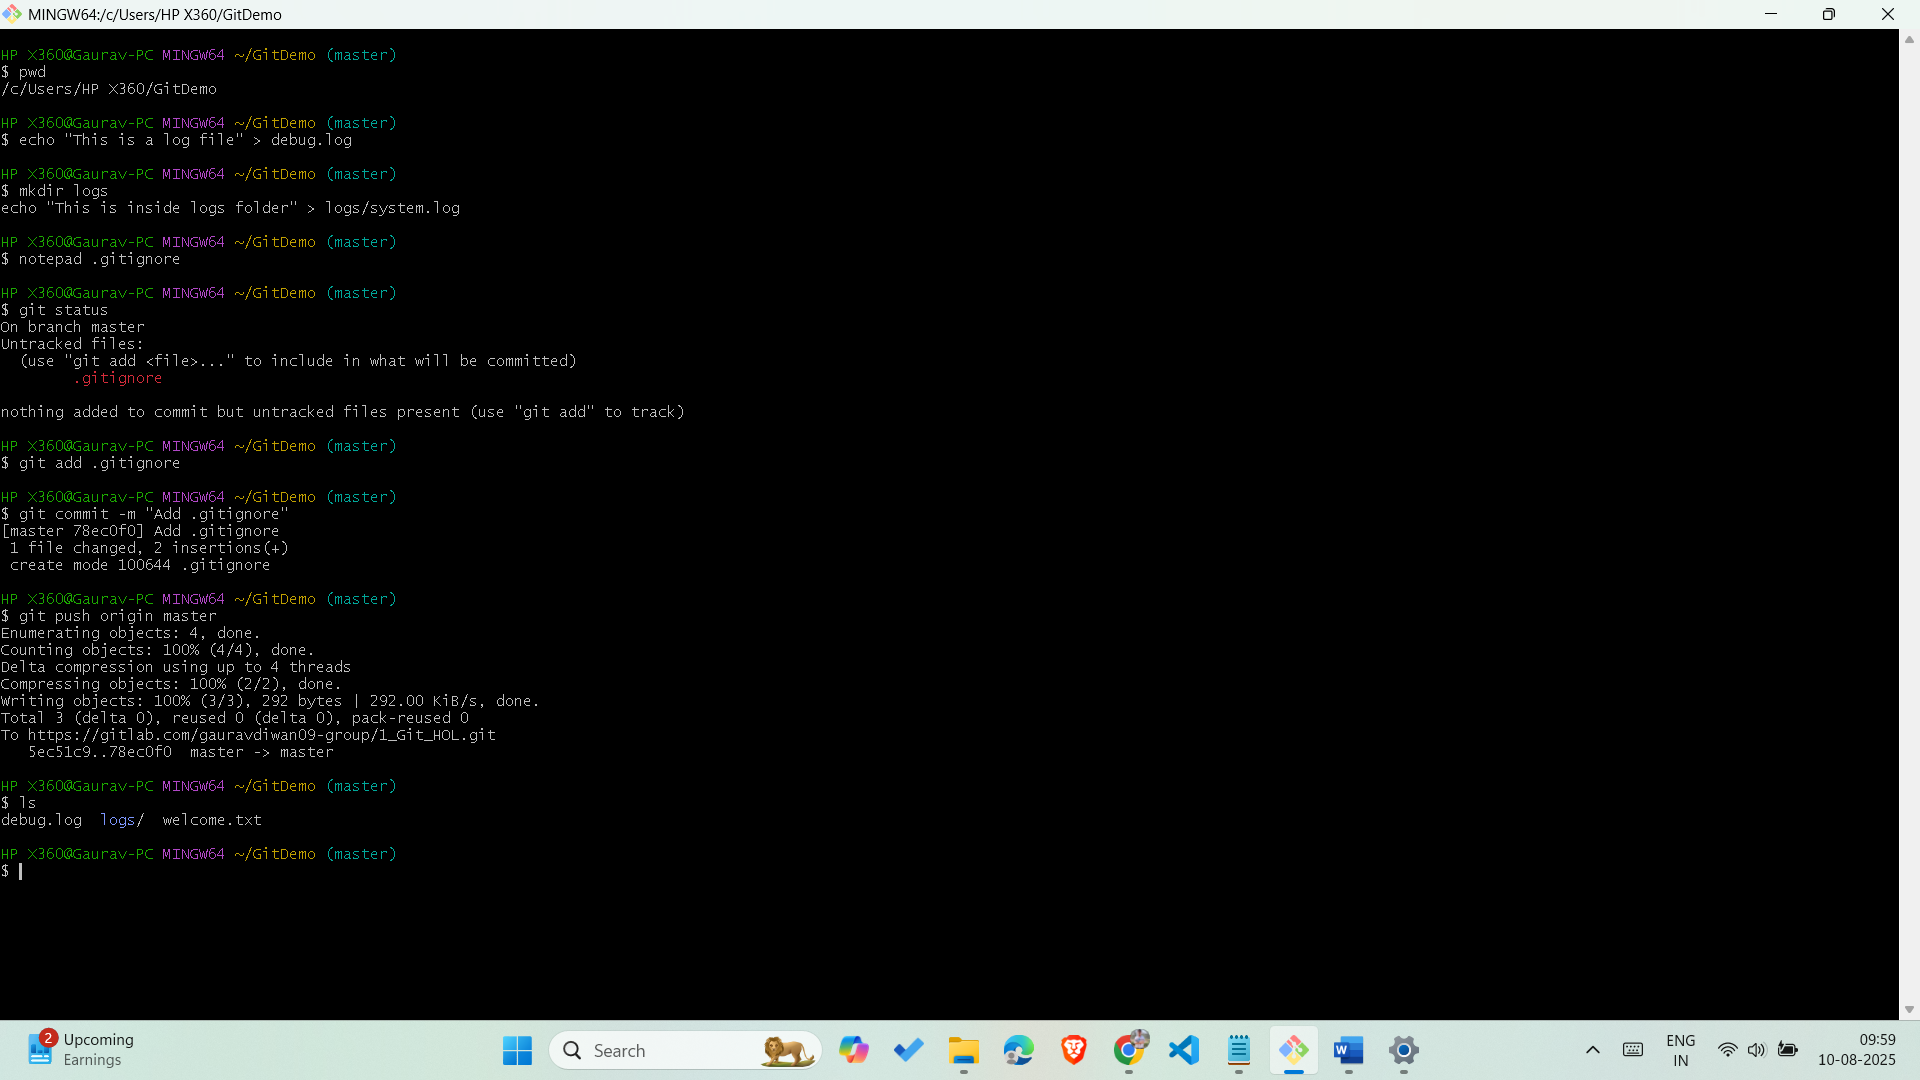 MINGW64:/c/Users/HP X360/GitDemo
HP X360@Gaurav-PC MINGW64 ~/GitDemo (master)
$ pwd
/c/Users/HP X360/GitDemo
HP X360@Gaurav-PC MINGW64 ~/GitDemo (master)
$ echo "This is a log file" > debug.log
HP X360@Gaurav-PC MINGW64 ~/GitDemo (master)
$ mkdir logs
echo "This is inside logs folder" > logs/system.log
HP X360@Gaurav-PC MINGW64 ~/GitDemo (master)
$ notepad .gitignore
HP X360@Gaurav-PC MINGW64 ~/GitDemo (master)
$ git status
On branch master
Untracked files:
  (use "git add <file>..." to include in what will be committed)
        .gitignore
nothing added to commit but untracked files present (use "git add" to track)
HP X360@Gaurav-PC MINGW64 ~/GitDemo (master)
$ git add .gitignore
HP X360@Gaurav-PC MINGW64 ~/GitDemo (master)
$ git commit -m "Add .gitignore"
[master 78ec0f0] Add .gitignore
 1 file changed, 2 insertions(+)
 create mode 100644 .gitignore
HP X360@Gaurav-PC MINGW64 ~/GitDemo (master)
$ git push origin master
Enumerating objects: 4, done.
Counting objects: 100% (4/4), done.
Delta compression using up to 4 threads
Compressing objects: 100% (2/2), done.
Writing objects: 100% (3/3), 292 bytes | 292.00 KiB/s, done.
Total 3 (delta 0), reused 0 (delta 0), pack-reused 0
To https://gitlab.com/gauravdiwan09-group/1_Git_HOL.git
   5ec51c9..78ec0f0  master -> master
HP X360@Gaurav-PC MINGW64 ~/GitDemo (master)
$ ls
debug.log  logs/  welcome.txt
HP X360@Gaurav-PC MINGW64 ~/GitDemo (master)
$
2
Upcoming
Earnings
Search
W
ENG
IN
09:59
10-08-2025